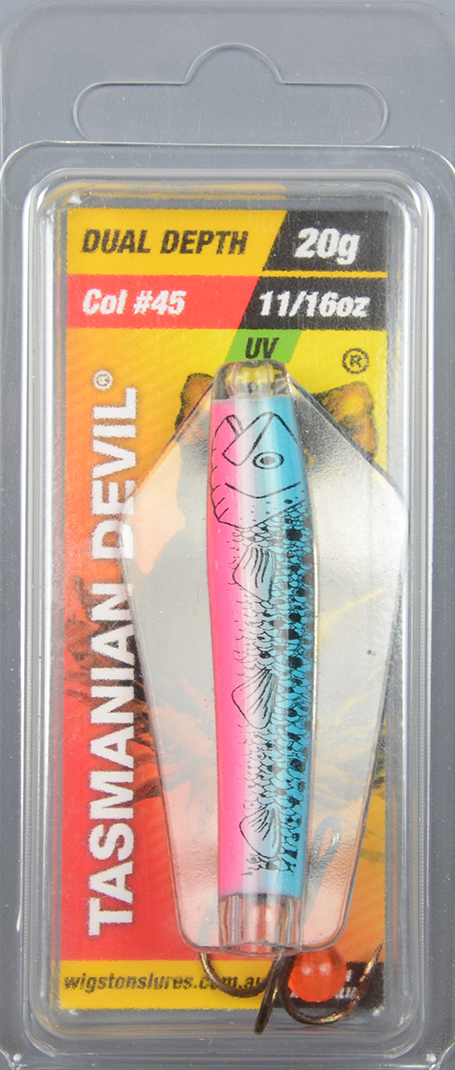 DUAL DEPTH 20g
Col #45 11/16oz
UV
®
TASMANIAN DEVIL®
wigstonslures.com.au